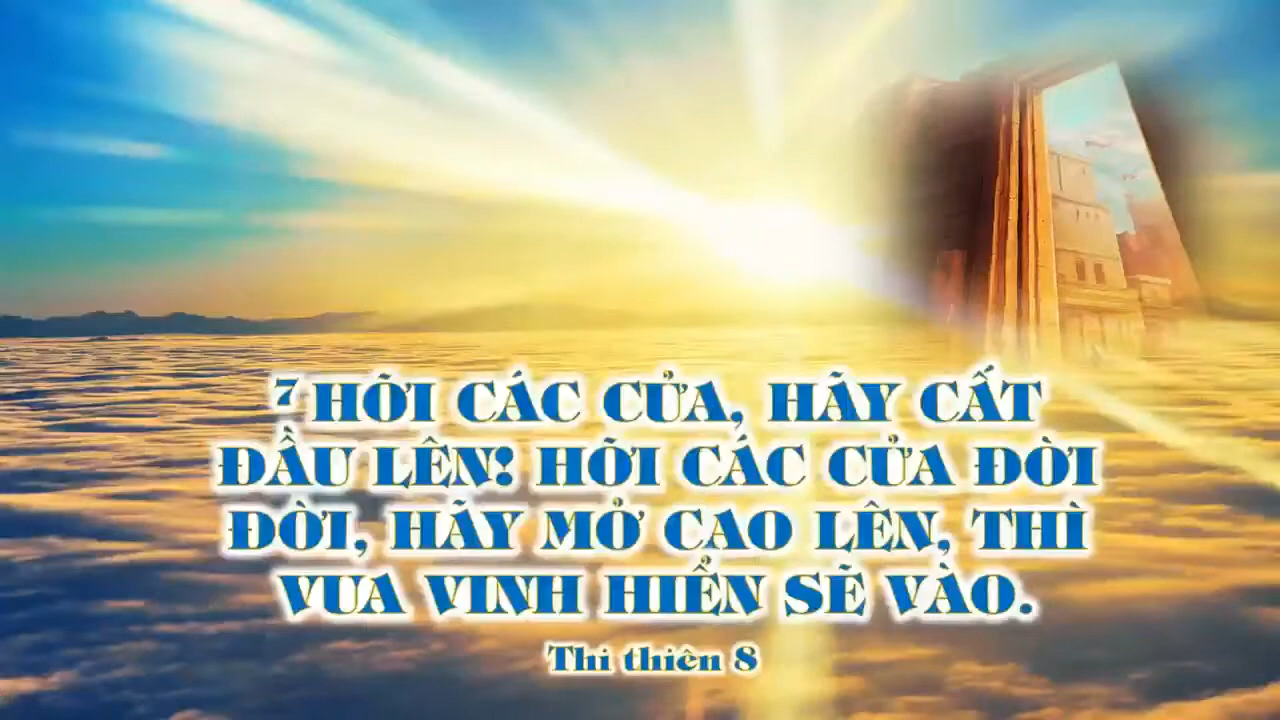 7 HỠI CÁC CỬA, HÃY CẤT
ĐẦU LÊN! HỠI CÁC CỬA ĐỜI
ĐỜI, HÃY MỞ CAO LÊN, THÌ
VUA VINH HIỂN SẼ VÀO.
Thi thiên 8